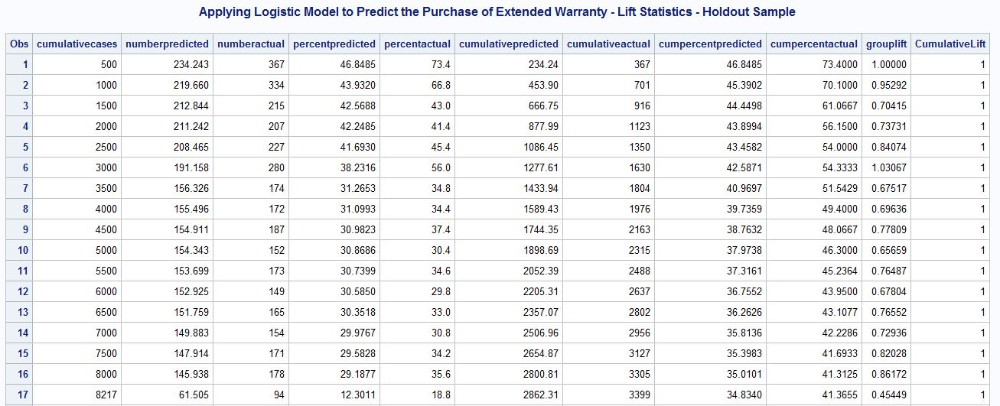 Applying Logistic Model to Predict the Purchase of Extended Warranty - Lift Statistics - Holdout Sample
Obs cumulativecases numberpredicted numberactual percentpredicted percentactual cumulativepredicted cumulativeactual cumpercentpredicted cumpercentactual grouplift CumulativeLift
1 500 234.243 367 46.8485 73.4 234.24 367 46.8485 73.4000 1.00000 1
2 1000 219.660 334 43.9320 66.8 453.90 701 45.3902 70.1000 0.95292 1
3 1500 212.844 215 42.5688 43.0 666.75 916 44.4498 61.0667 0.70415 1
4 2000 211.242 207 42.2485 41.4 877.99 1123 43.8994 56.1500 0.73731 1
5 2500 208.465 227 41.6930 45.4 1086.45 1350 43.4582 54.0000 0.84074 1
6 3000 191.158 280 38.2316 56.0 1277.61 1630 42.5871 54.3333 1.03067 1
7 3500 156.326 174 31.2653 34.8 1433.94 1804 40.9697 51.5429 0.67517 1
8 4000 155.496 172 31.0993 34.4 1589.43 1976 39.7359 49.4000 0.69636 1
9 4500 154.911 187 30.9823 37.4 1744.35 2163 38.7632 48.0667 0.77809 1
10 5000 154.343 152 30.8686 30.4 1898.69 2315 37.9738 46.3000 0.65659 1
11 5500 153.699 173 30.7399 34.6 2052.39 2488 37.3161 45.2364 0.76487 1
12 6000 152.925 149 30.5850 29.8 2205.31 2637 36.7552 43.9500 0.67804 1
13 6500 151.759 165 30.3518 33.0 2357.07 2802 36.2626 43.1077 0.76552 1
14 7000 149.883 154 29.9767 30.8 2506.96 2956 35.8136 42.2286 0.72936 1
15 7500 147.914 171 29.5828 34.2 2654.87 3127 35.3983 41.6933 0.82028 1
16 8000 145.938 178 29.1877 35.6 2800.81 3305 35.0101 41.3125 0.86172 1
17 8217 61.505 94 12.3011 18.8 2862.31 3399 34.8340 41.3655 0.45449 1